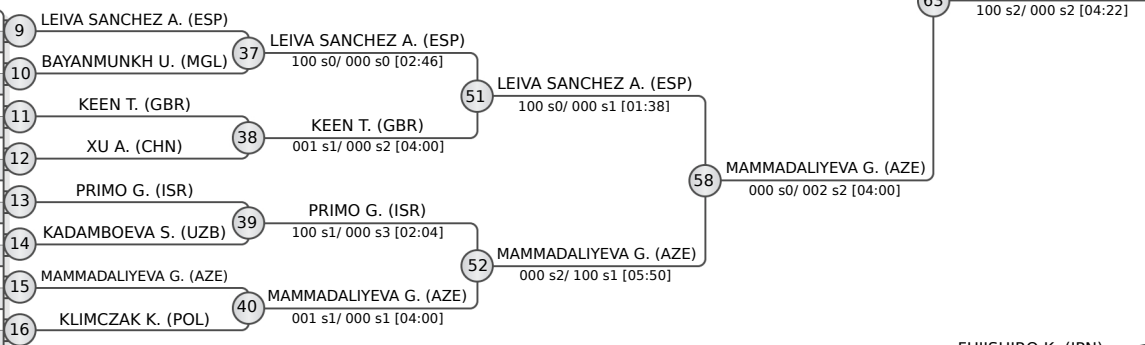 63
100 s2/ 000 s2 [04:22]
9
LEIVA SANCHEZ A. (ESP)
10
BAYANMUNKH U. (MGL)
37
LEIVA SANCHEZ A. (ESP)
100 s0/ 000 s0 [02:46]
11
KEEN T. (GBR)
12
XU A. (CHN)
38
KEEN T. (GBR)
001 s1/ 000 s2 [04:00]
51
LEIVA SANCHEZ A. (ESP)
100 s0/ 000 s1 [01:38]
13
PRIMO G. (ISR)
14
KADAMBOEVA S. (UZB)
39
PRIMO G. (ISR)
100 s1/ 000 s3 [02:04]
15
MAMMADALIYEVA G. (AZE)
16
KLIMCZAK K. (POL)
40
MAMMADALIYEVA G. (AZE)
001 s1/ 000 s1 [04:00]
52
MAMMADALIYEVA G. (AZE)
000 s2/ 100 s1 [05:50]
58
MAMMADALIYEVA G. (AZE)
000 s0/ 002 s2 [04:00]